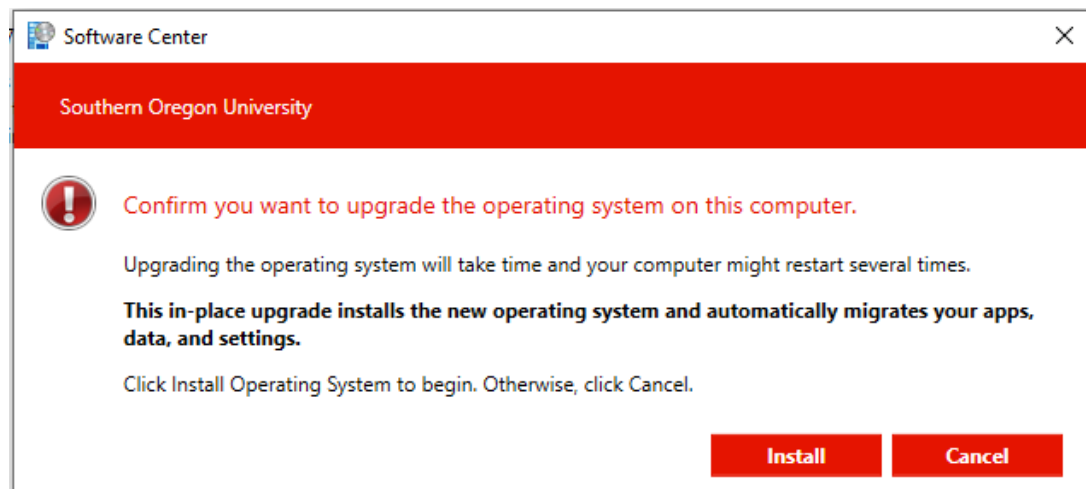 Software Center
Southern Oregon University
Confirm you want to upgrade the operating system on this computer.
Upgrading the operating system will take time and your computer might restart several times.
This in-place upgrade installs the new operating system and automatically migrates your apps,
data, and settings.
Click Install Operating System to begin. Otherwise, click Cancel.
Install Cancel